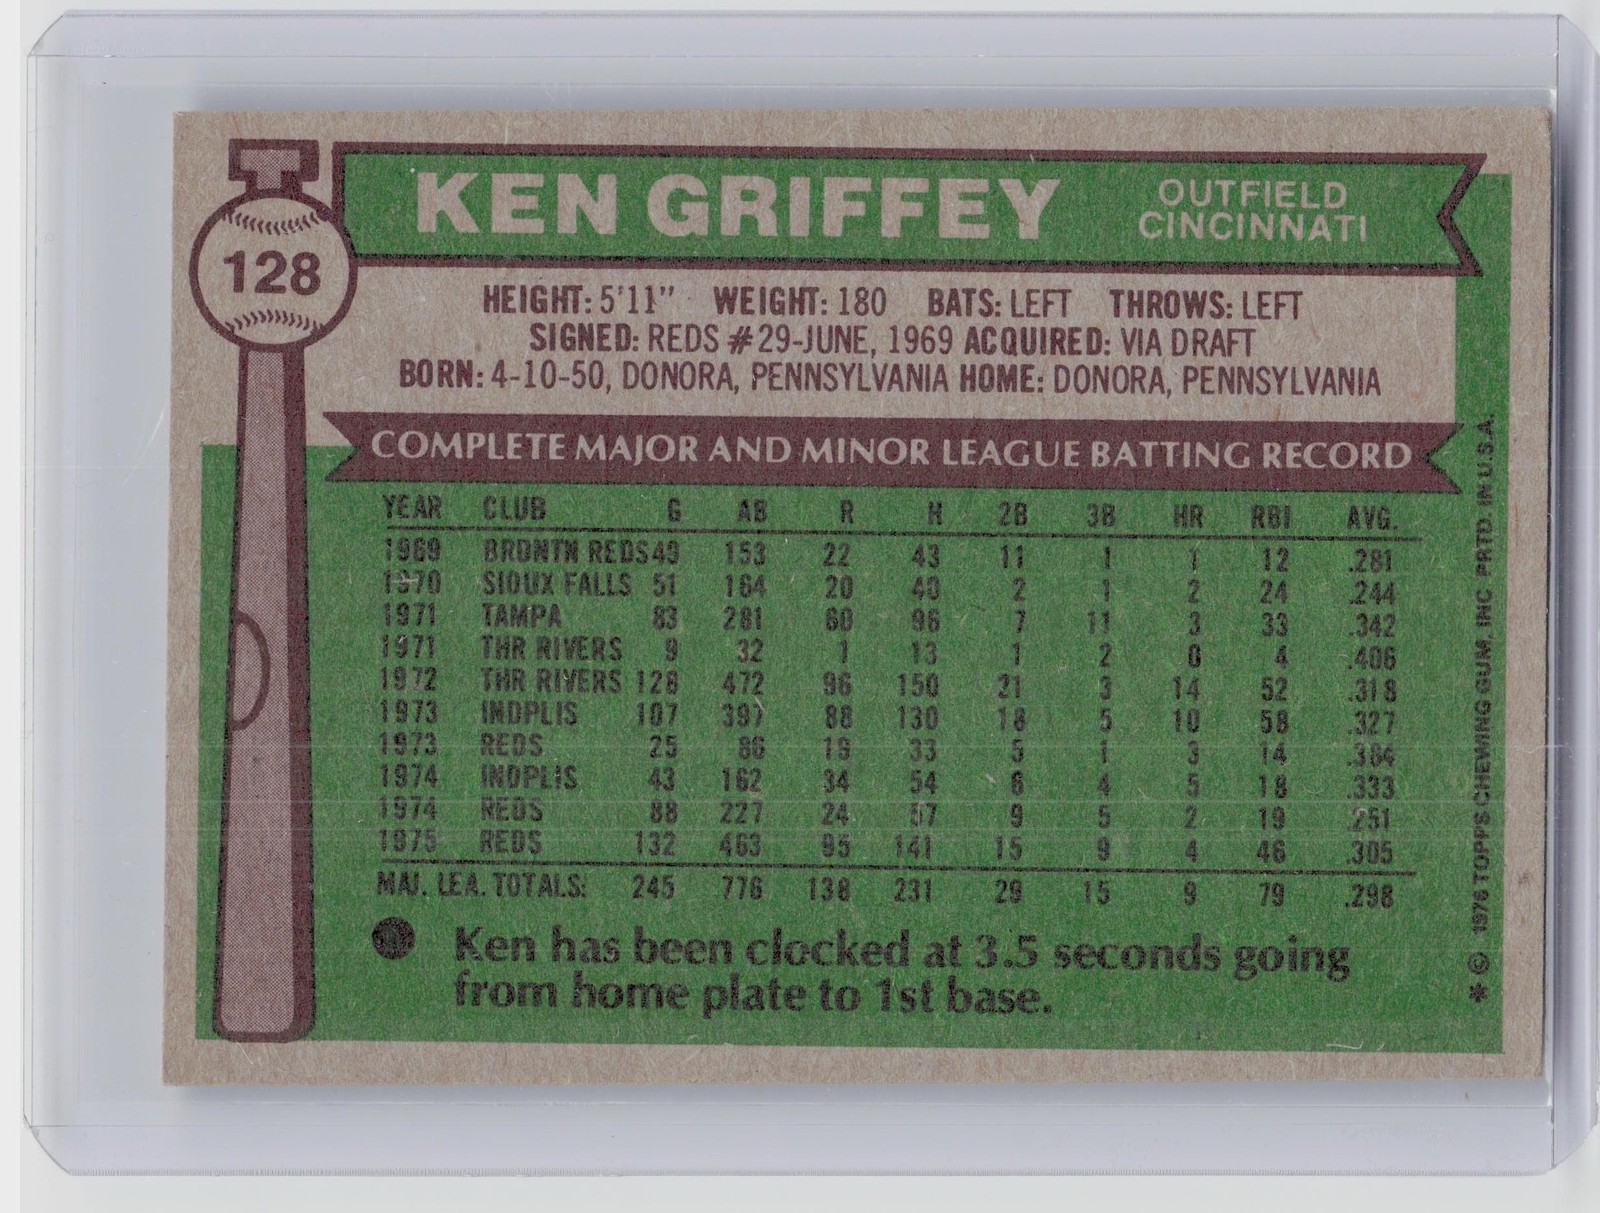 128
KEN GRIFFEY
OUTFIELD
CINCINNATI
HEIGHT: 5'11" WEIGHT: 180 BATS: LEFT THROWS: LEFT
SIGNED: REDS #29-JUNE, 1969 ACQUIRED: VIA DRAFT
BORN: 4-10-50, DONORA, PENNSYLVANIA HOME: DONORA, PENNSYLVANIA
COMPLETE MAJOR AND MINOR LEAGUE BATTING RECORD
YEAR CLUB G AB R H 2B 3B HR RBI AVG.
1969 BRDNTN REDS 49 153 22 43 11 1 1 12 .281
1970 SIOUX FALLS 51 164 20 40 2 1 2 24 .244
1971 TAMPA 83 281 60 96 7 11 3 33 .342
1971 THR RIVERS 9 32 1 13 1 2 0 4 .406
1972 THR RIVERS 128 472 96 150 21 3 14 52 .318
1973 INDPLIS 107 397 88 130 18 5 10 58 .327
1973 REDS 25 86 19 33 5 1 3 14 .384
1974 INDPLIS 43 162 34 54 6 4 5 18 .333
1974 REDS 88 227 24 57 9 5 2 19 .251
1975 REDS 132 463 95 141 15 9 4 46 .305
MAJ. LEA. TOTALS: 245 776 138 231 29 15 9 79 .298
Ken has been clocked at 3.5 seconds going
from home plate to 1st base.
* © 1976 TOPPS CHEWING GUM, INC PRTD. IN U.S.A.